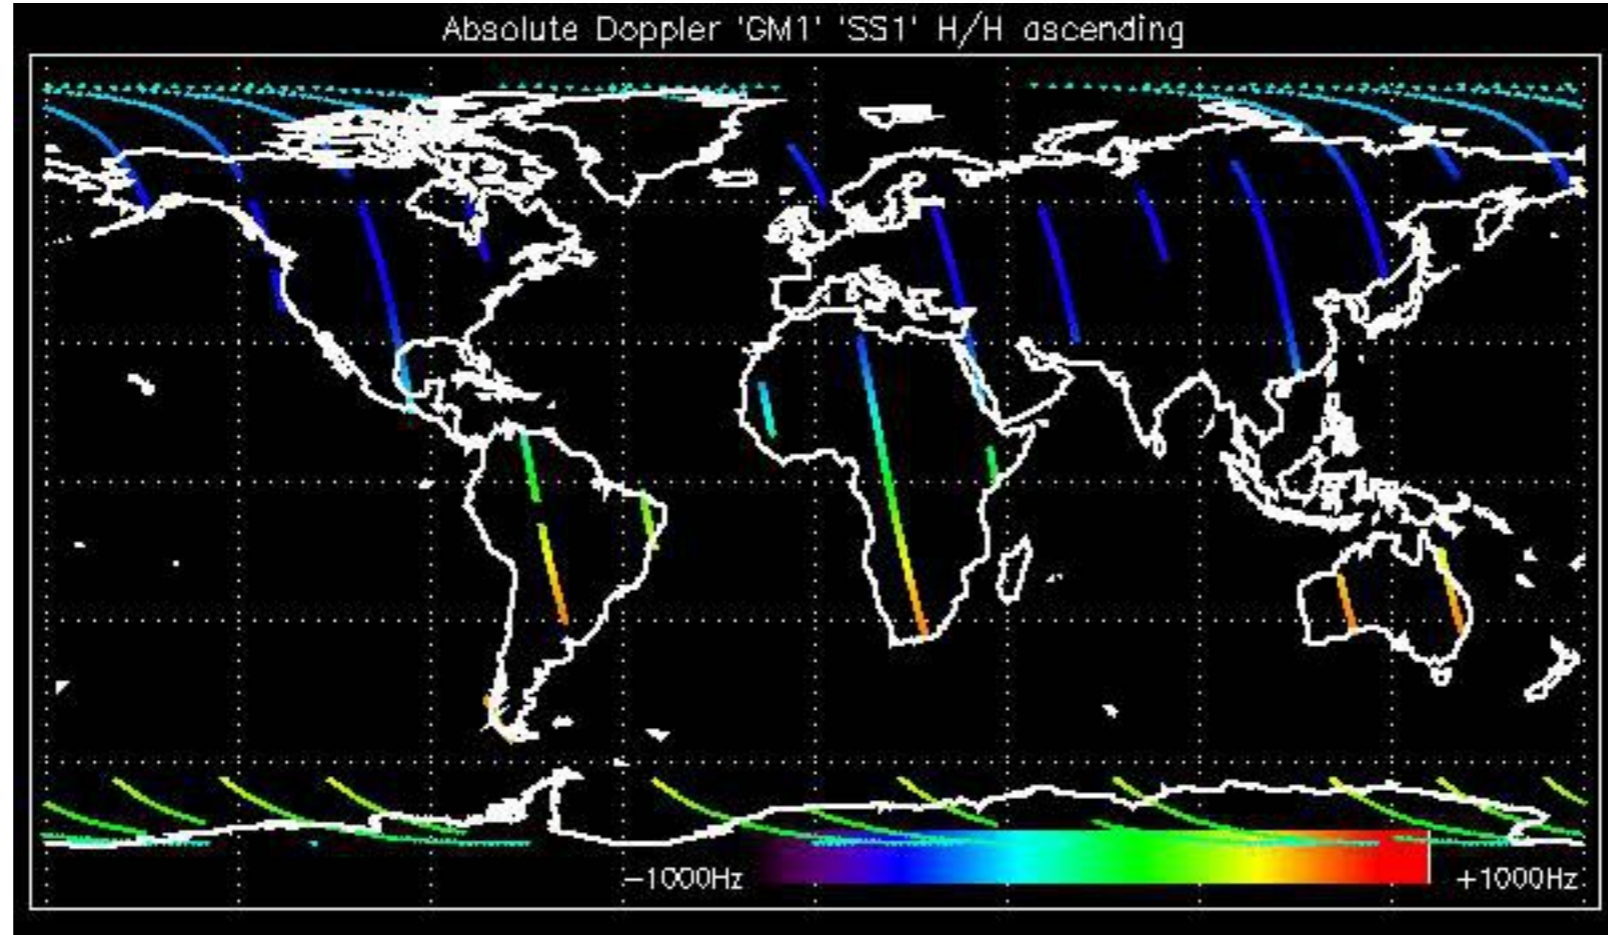 Absolute Doppler 'GM1' 'SS1' H/H ascending
−1000Hz
+1000Hz